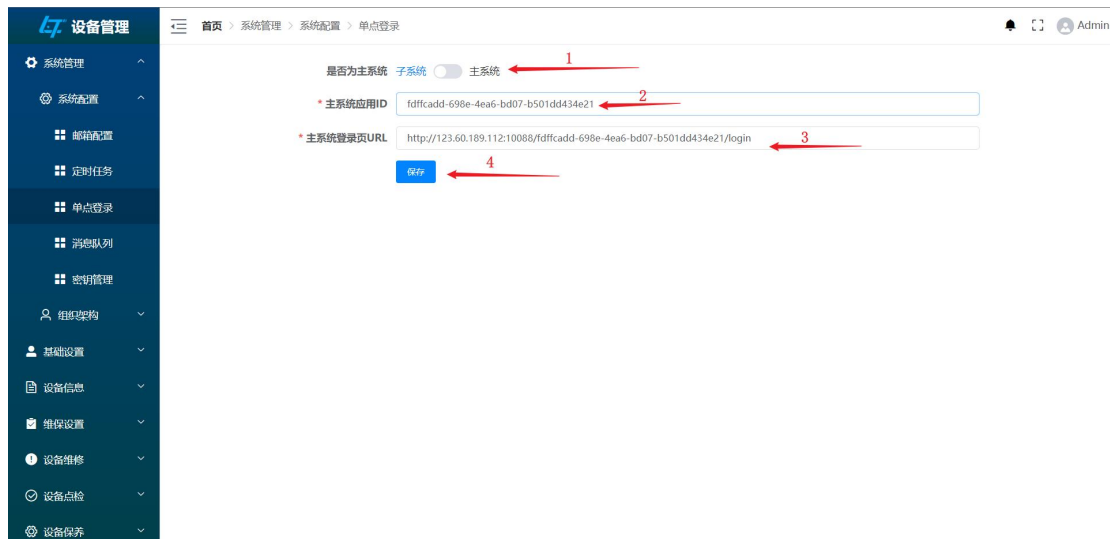 设备管理
首页 > 系统管理 > 系统配置 > 单点登录
Admin
系统管理
系统配置
邮箱配置
定时任务
单点登录
消息队列
密钥管理
组织架构
基础设置
设备信息
维保设置
设备维修
设备点检
设备保养
是否为主系统 子系统 主系统
1
* 主系统应用ID fdffcadd-698e-4ea6-bd07-b501dd434e21
2
* 主系统登录页URL http://123.60.189.112:10088/fdffcadd-698e-4ea6-bd07-b501dd434e21/login
3
保存
4